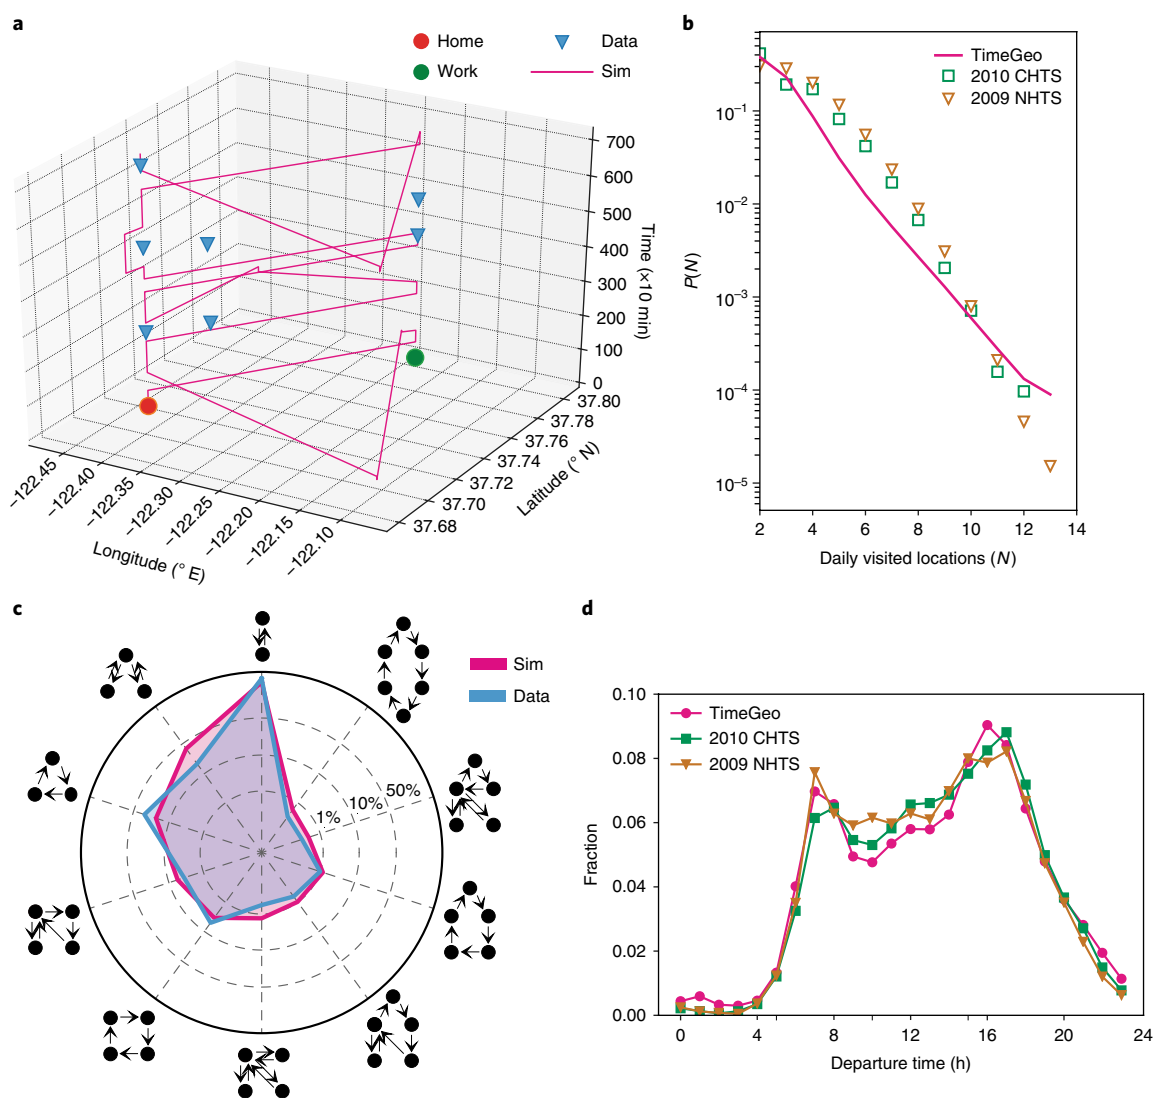 a
Home
Data
Work
Sim
700
600
500
400
300
200
100
0
Time (×10 min)
37.80
37.76
37.74
37.72
37.70
37.68
Latitude (° N)
−122.45
−122.40
−122.35
−122.30
−122.25
−122.20
−122.15
−122.10
Longitude (° E)
b
TimeGeo
2010 CHTS
2009 NHTS
10−1
10−2
10−3
10−4
10−5
P(N)
2 4 6 8 10 12 14
Daily visited locations (N)
c
Sim
Data
1% 10% 50%
d
TimeGeo
2010 CHTS
2009 NHTS
0.10
0.08
0.06
0.04
0.02
0.00
Fraction
0 4 8 12 16 20 24
Departure time (h)